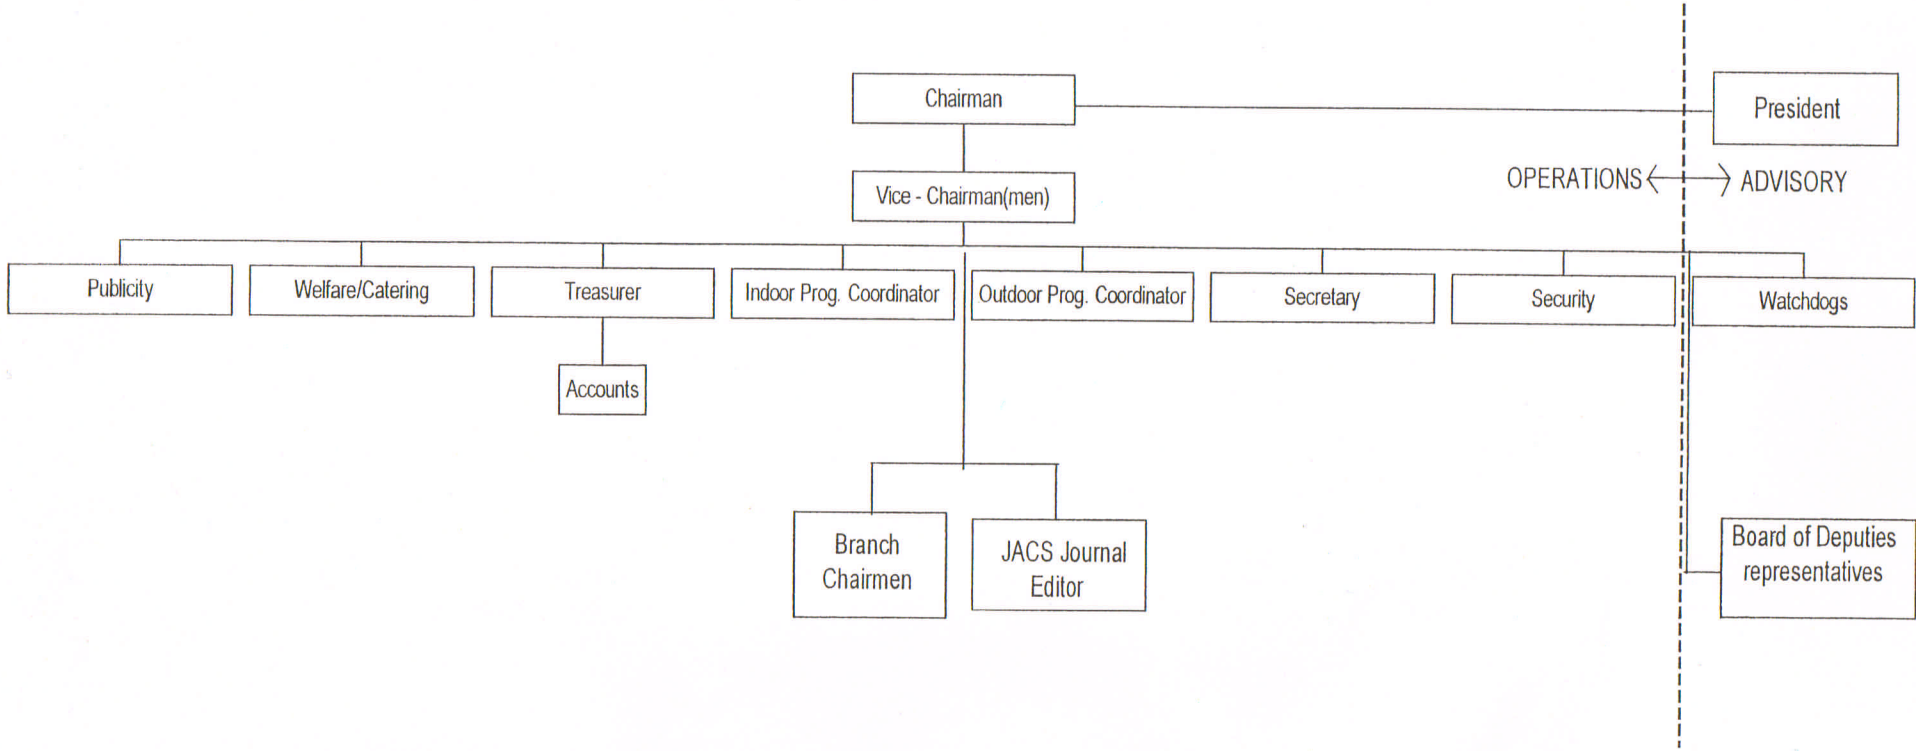 Chairman
President
OPERATIONS
ADVISORY
Vice - Chairman(men)
Publicity
Welfare/Catering
Treasurer
Indoor Prog. Coordinator
Outdoor Prog. Coordinator
Secretary
Security
Watchdogs
Accounts
Branch
Chairmen
JACS Journal
Editor
Board of Deputies
representatives